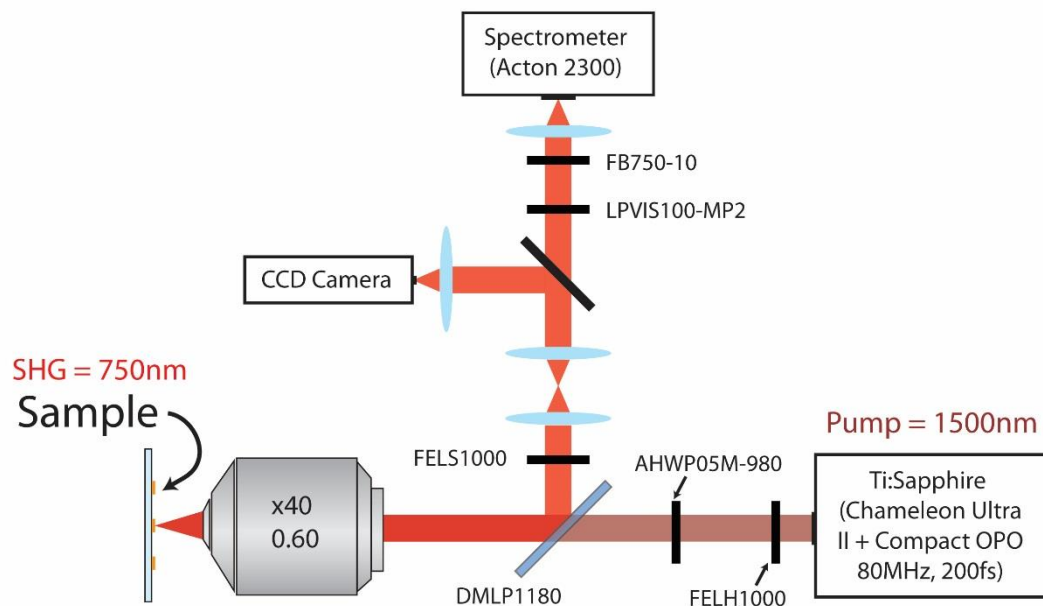 Spectrometer
(Acton 2300)
FB750-10
LPVIS100-MP2
CCD Camera
SHG = 750nm
Sample
Pump = 1500nm
FELS1000
AHWP05M-980
x40
0.60
Ti:Sapphire
(Chameleon Ultra
II + Compact OPO
80MHz, 200fs)
DMLP1180
FELH1000